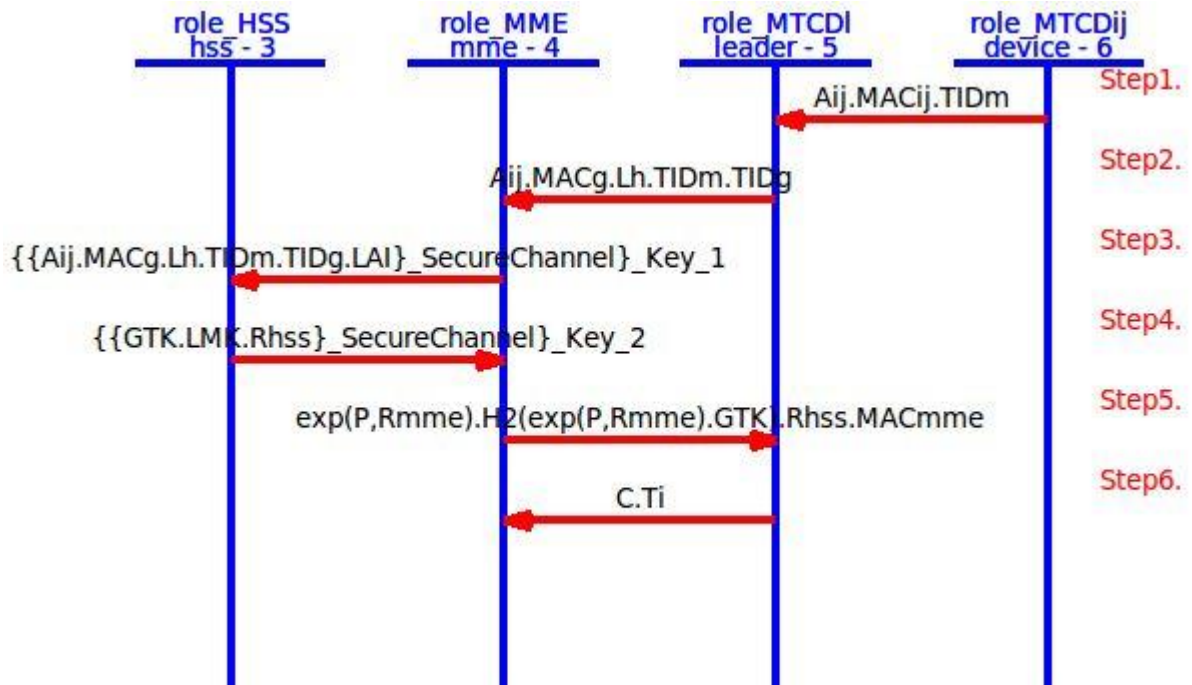 role_HSS
hss - 3
role_MME
mme - 4
role_MTCDl
leader - 5
role_MTCDij
device - 6
Step1.
Aij.MACij.TIDm
Step2.
Aij.MACg.Lh.TIDm.TIDg
Step3.
{{Aij.MACg.Lh.TIDm.TIDg.LAI}_SecureChannel}_Key_1
Step4.
{{GTK.LMK.Rhss}_SecureChannel}_Key_2
Step5.
exp(P,Rmme).H2(exp(P,Rmme).GTK).Rhss.MACmme
Step6.
C.Ti